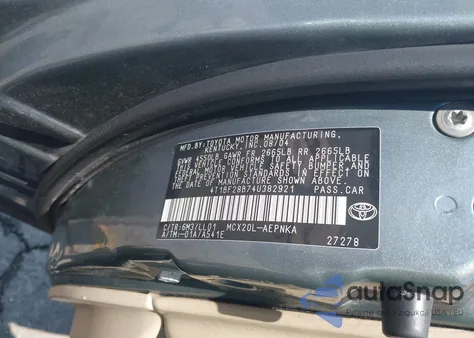 MFD.BY:TOYOTA MOTOR MANUFACTURING,
KENTUCKY, INC.08/04
GVWR 4550LB GAWR FR 2665LB RR 2665LB
THIS VEHICLE CONFORMS TO ALL APPLICABLE
FEDERAL MOTOR VEHICLE SAFETY, BUMPER, AND
THEFT PREVENTION STANDARDS IN EFFECT ON
THE DATE OF MANUFACTURE SHOWN ABOVE.
4T1BF28B74U382921 PASS.CAR
C/TR:6M3/LL01 MCX20L-AEPNKA
A/TM:-01A/A541E 27278
TOYOTA
autoSnap